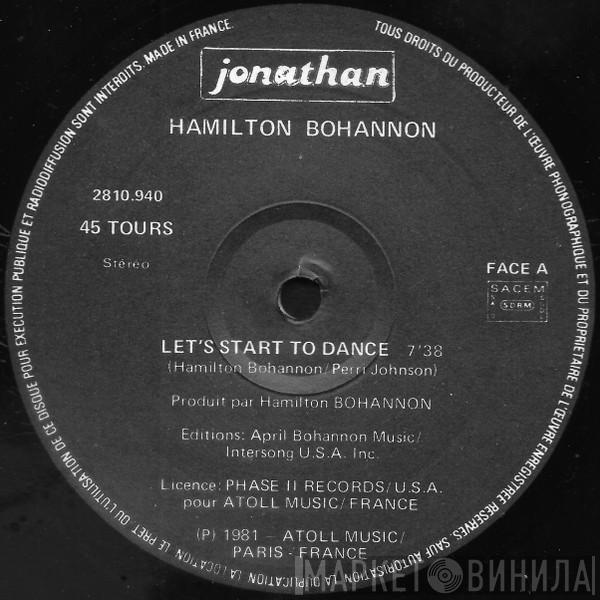 jonathan
HAMILTON BOHANNON
2810.940
45 TOURS
Stéréo
FACE A
SACEM
SDRM
LET'S START TO DANCE 7'38
(Hamilton Bohannon/Perri Johnson)
Produit par Hamilton BOHANNON
Editions: April Bohannon Music/
Intersong U.S.A. Inc.
Licence: PHASE II RECORDS/U.S.A.
pour ATOLL MUSIC/FRANCE
(P) 1981 – ATOLL MUSIC/
PARIS - FRANCE
TOUS DROITS DU PRODUCTEUR DE L'ŒUVRE PHONOGRAPHIQUE ET DU PROPRIETAIRE DE L'ŒUVRE ENREGISTREE RESERVES. SAUF AUTORISATION LA DUPLICATION, LA LOCATION, LE PRET OU L'UTILISATION DE CE DISQUE POUR EXECUTION PUBLIQUE ET RADIODIFFUSION SONT INTERDITS. MADE IN FRANCE.
МАРКЕТ ВИНИЛА